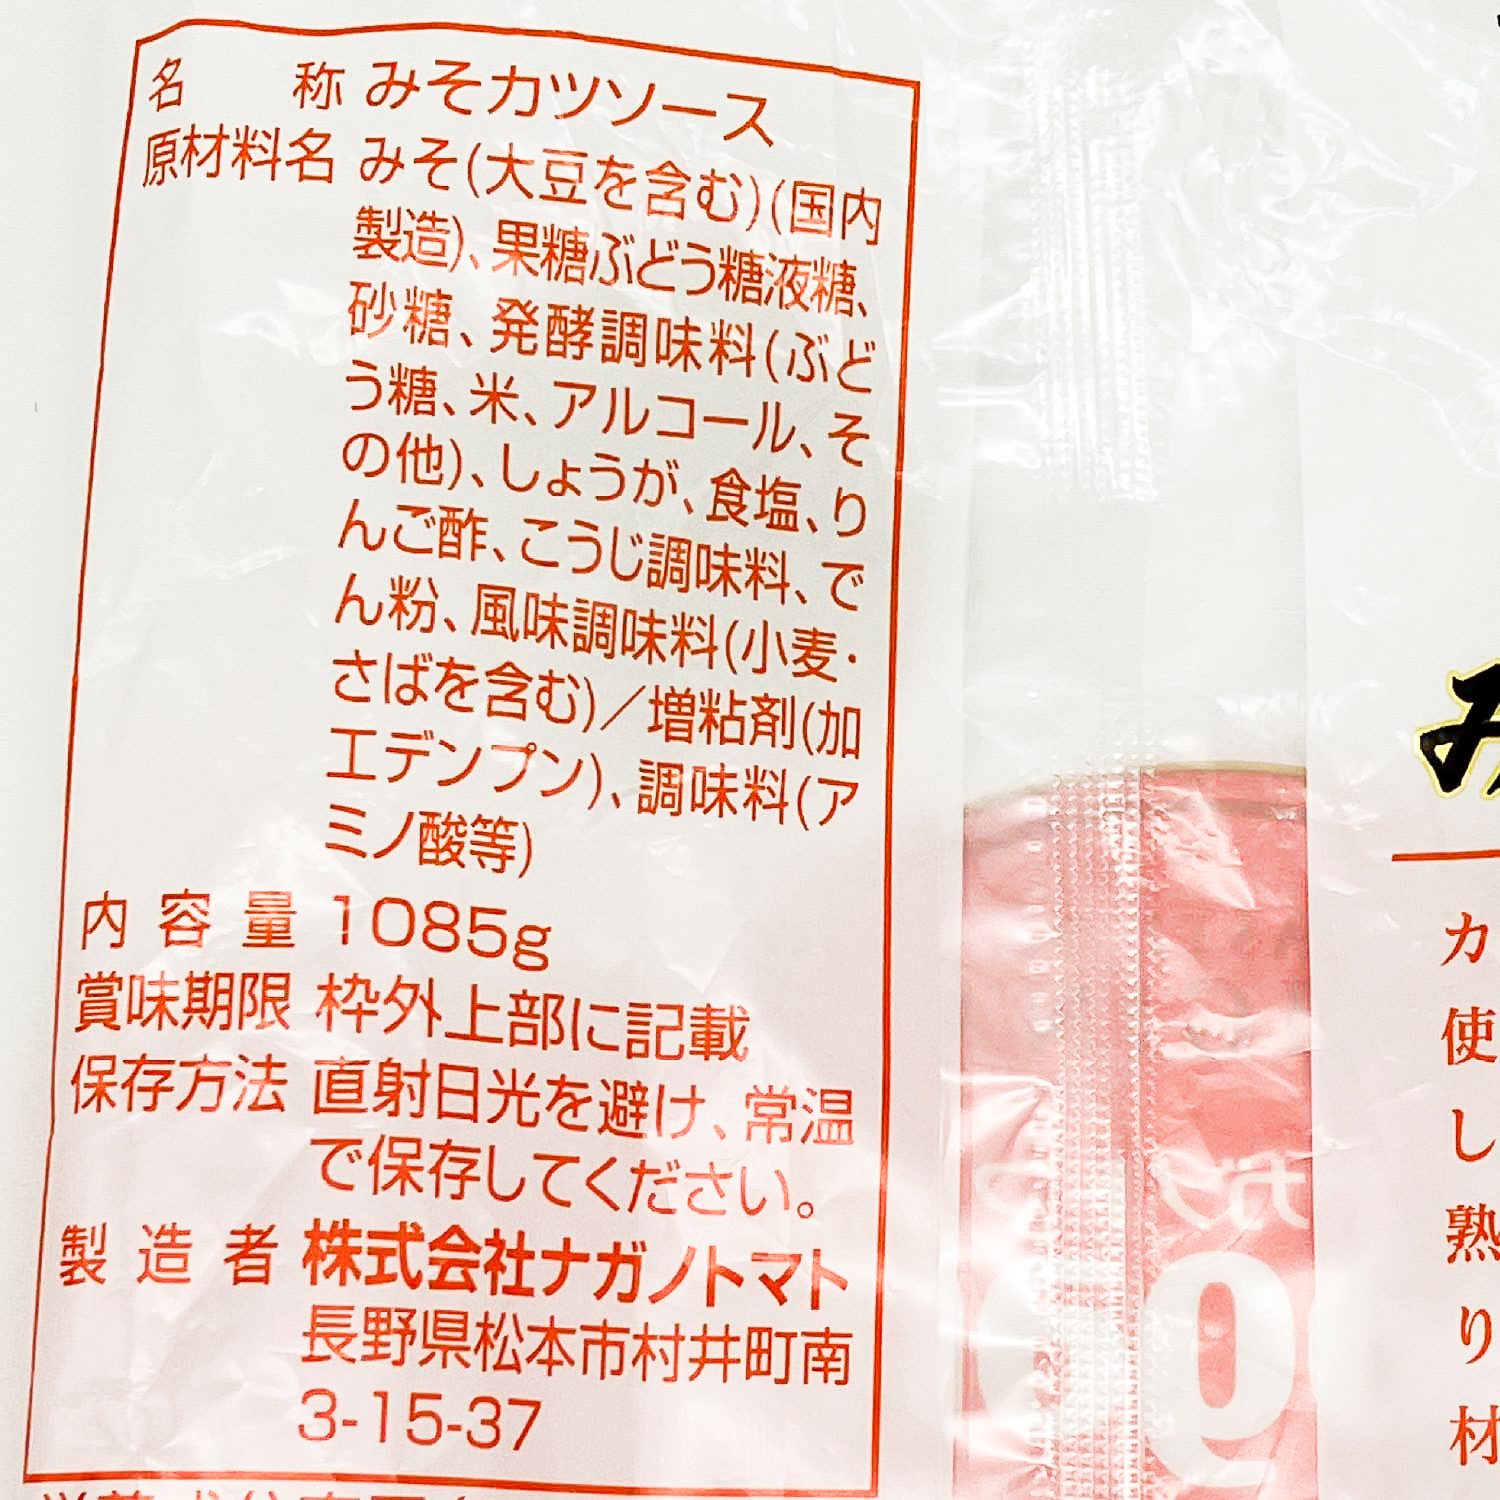 名称 みそカツソース
原材料名 みそ(大豆を含む)(国内
製造)、果糖ぶどう糖液糖、
砂糖、発酵調味料(ぶど
う糖、米、アルコール、そ
の他)、しょうが、食塩、り
んご酢、こうじ調味料、で
ん粉、風味調味料(小麦・
さばを含む)／増粘剤(加
工デンプン)、調味料(ア
ミノ酸等)
内容量 1085g
賞味期限 枠外上部に記載
保存方法 直射日光を避け、常温
で保存してください。
製造者 株式会社ナガノトマト
長野県松本市村井町南
3-15-37
み
カ
使
し
熟
り
材